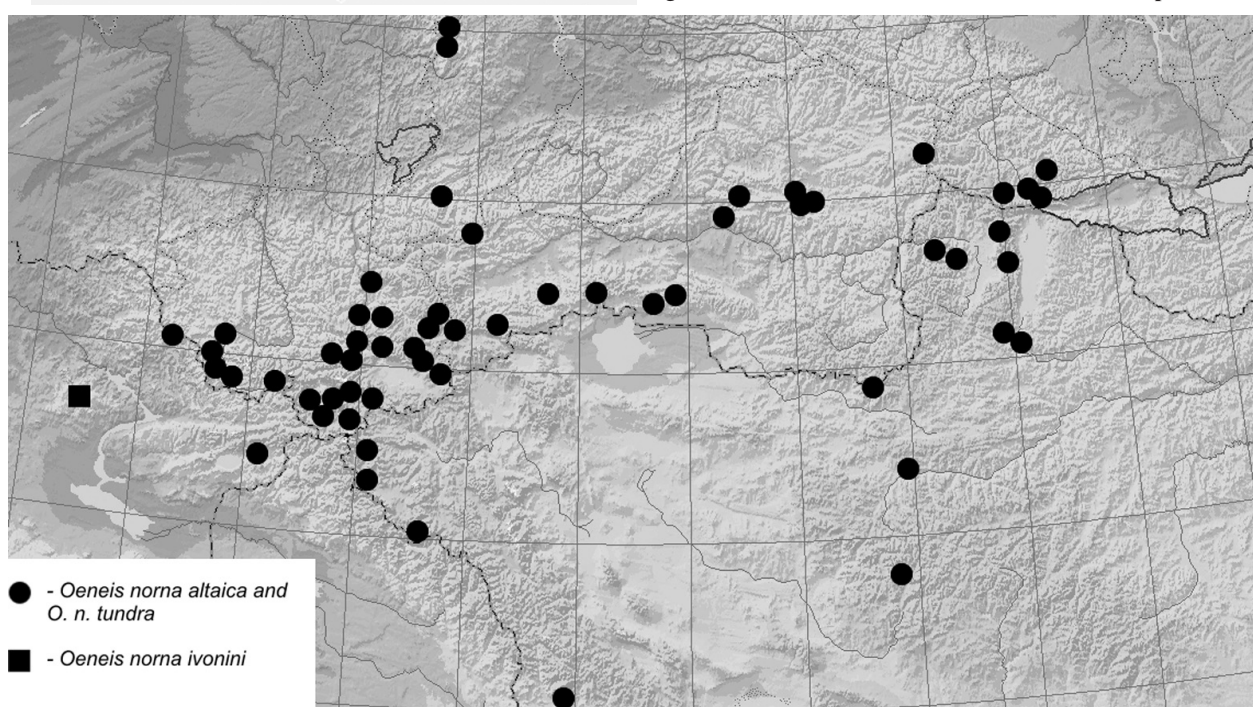 - Oeneis norna altaica and
O. n. tundra
- Oeneis norna ivonini